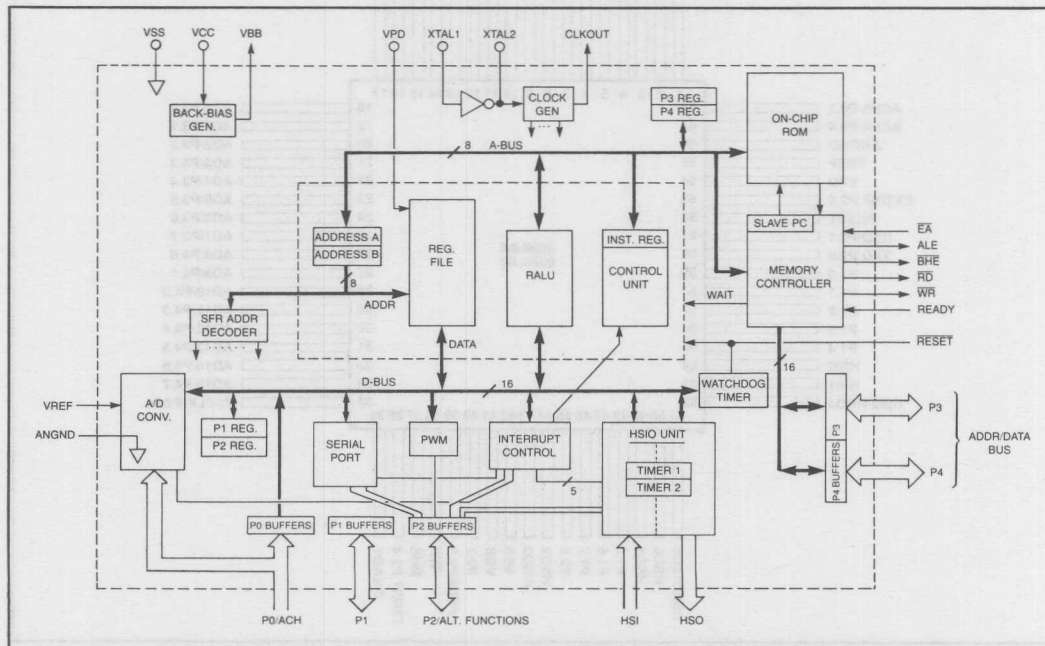 VSS
VCC
VBB
VPD
XTAL1
XTAL2
CLKOUT
BACK-BIAS
GEN.
CLOCK
GEN
P3 REG.
P4 REG.
ON-CHIP
ROM
8
A-BUS
SLAVE PC
ADDRESS A
ADDRESS B
REG.
FILE
RALU
INST. REG.
CONTROL
UNIT
MEMORY
CONTROLLER
EA
ALE
BHE
RD
WR
READY
RESET
8
ADDR
WAIT
SFR ADDR
DECODER
DATA
16
D-BUS
16
WATCHDOG
TIMER
VREF
ANGND
A/D
CONV.
P1 REG.
P2 REG.
SERIAL
PORT
PWM
INTERRUPT
CONTROL
HSIO UNIT
TIMER 1
TIMER 2
5
P3
P4 BUFFERS
P3
P4
ADDR/DATA
BUS
P0 BUFFERS
P1 BUFFERS
P2 BUFFERS
P0/ACH
P1
P2/ALT. FUNCTIONS
HSI
HSO